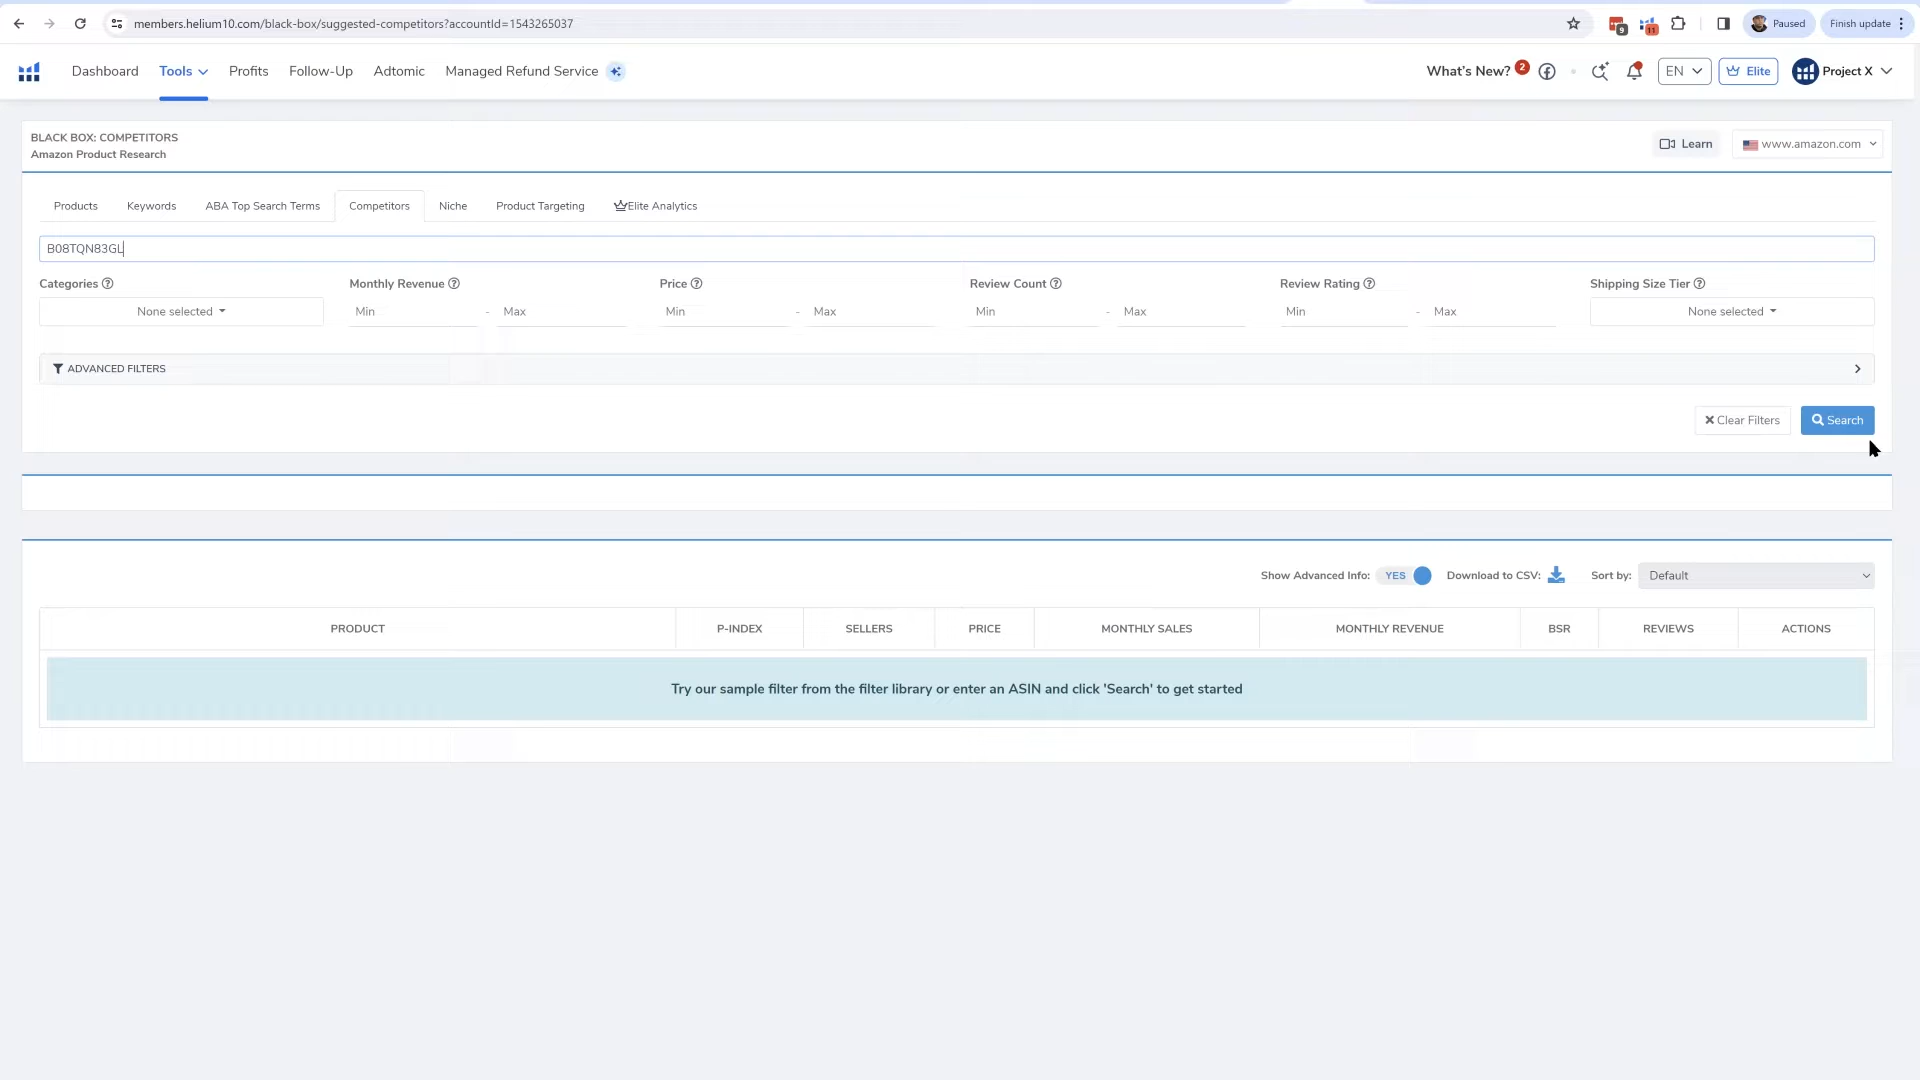 members.helium10.com/black-box/suggested-competitors?accountId=1543265037
9
11
Paused
Finish update
Dashboard
Tools
Profits
Follow-Up
Adtomic
Managed Refund Service
What's New?
2
EN
Elite
Project X
BLACK BOX: COMPETITORS
Amazon Product Research
Learn
www.amazon.com
Products
Keywords
ABA Top Search Terms
Competitors
Niche
Product Targeting
Elite Analytics
B08TQN83GL
Categories
Monthly Revenue
Price
Review Count
Review Rating
Shipping Size Tier
None selected
Min - Max
Min - Max
Min - Max
Min - Max
None selected
ADVANCED FILTERS
Clear Filters
Search
Show Advanced Info:
YES
Download to CSV:
Sort by:
Default
PRODUCT
P-INDEX
SELLERS
PRICE
MONTHLY SALES
MONTHLY REVENUE
BSR
REVIEWS
ACTIONS
Try our sample filter from the filter library or enter an ASIN and click 'Search' to get started